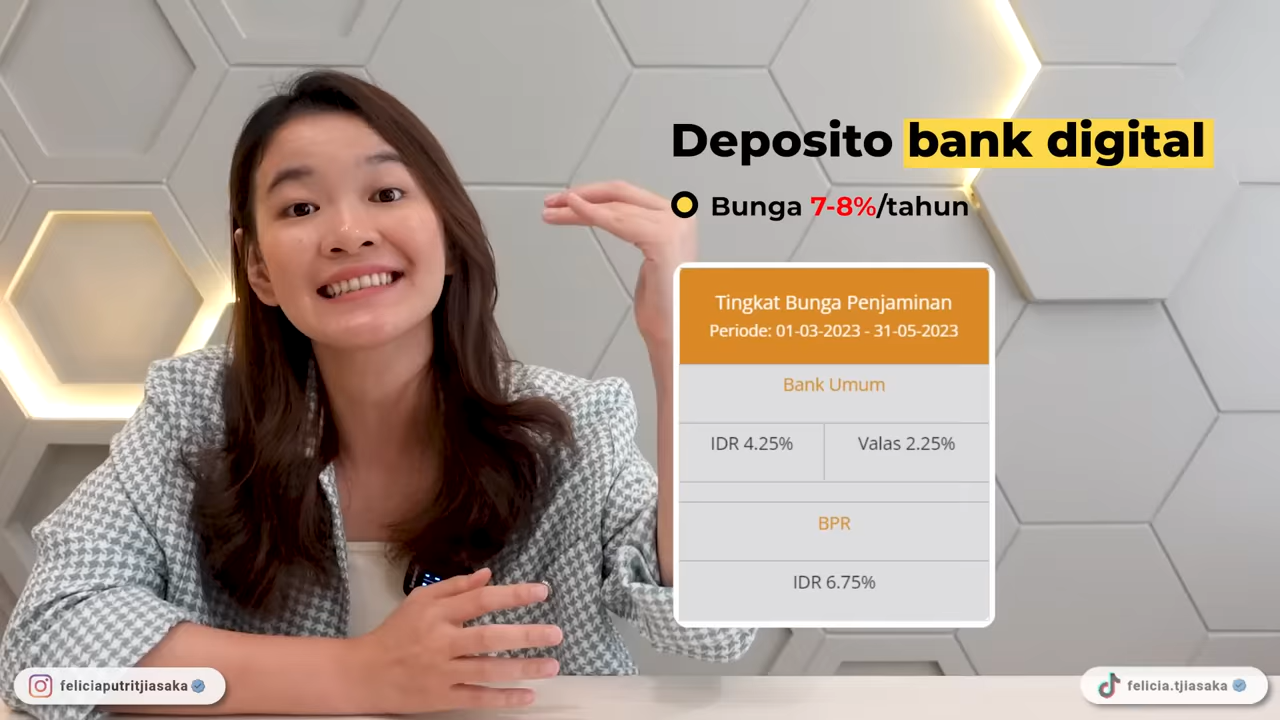 Deposito bank digital
Bunga 7-8%/tahun
Tingkat Bunga Penjaminan
Periode: 01-03-2023 - 31-05-2023
Bank Umum
IDR 4.25%
Valas 2.25%
BPR
IDR 6.75%
feliciaputritjiasaka
felicia.tjiasaka